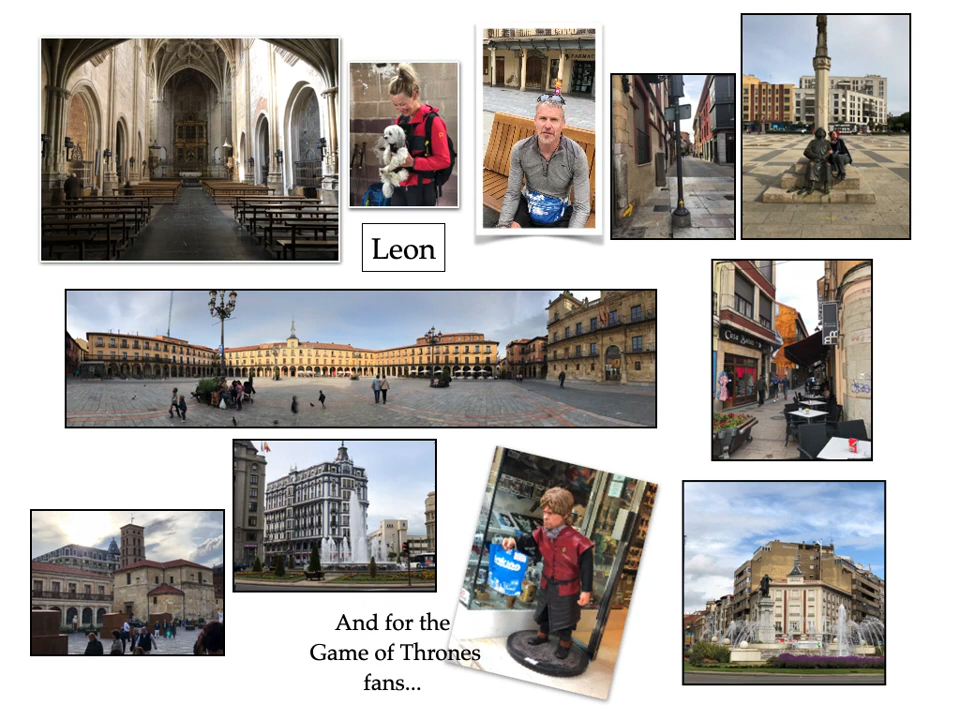 Leon
And for the
Game of Thrones
fans...